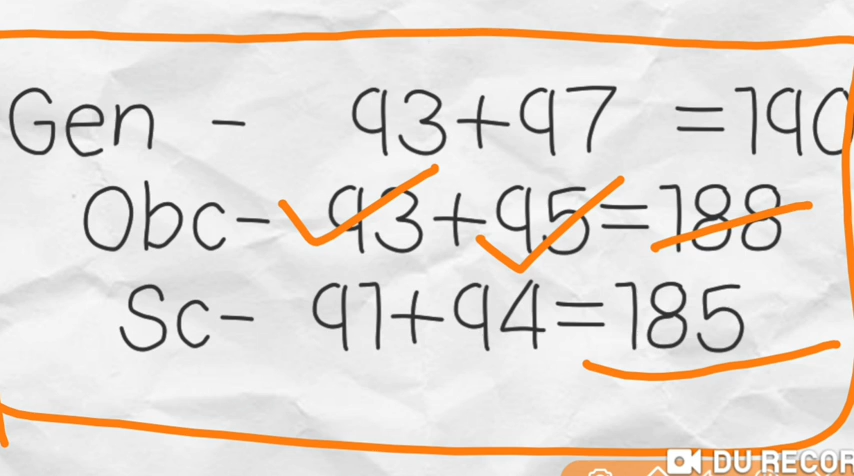 Gen - 93+97 =190
Obc- 93+95=188
Sc- 91+94=185
DU RECOR